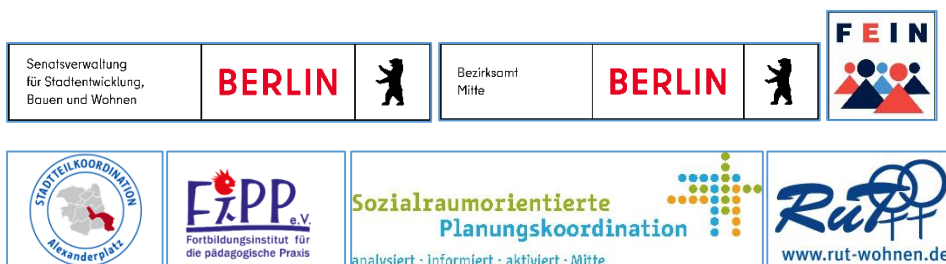 Senatsverwaltung
für Stadtentwicklung,
Bauen und Wohnen
BERLIN
Bezirksamt
Mitte
BERLIN
FEIN
STADTTEILKOORDINATION
Alexanderplatz
FiPP e.V.
Fortbildungsinstitut für
die pädagogische Praxis
Sozialraumorientierte
Planungskoordination
analysiert · informiert · aktiviert · Mitte
RuT
www.rut-wohnen.de